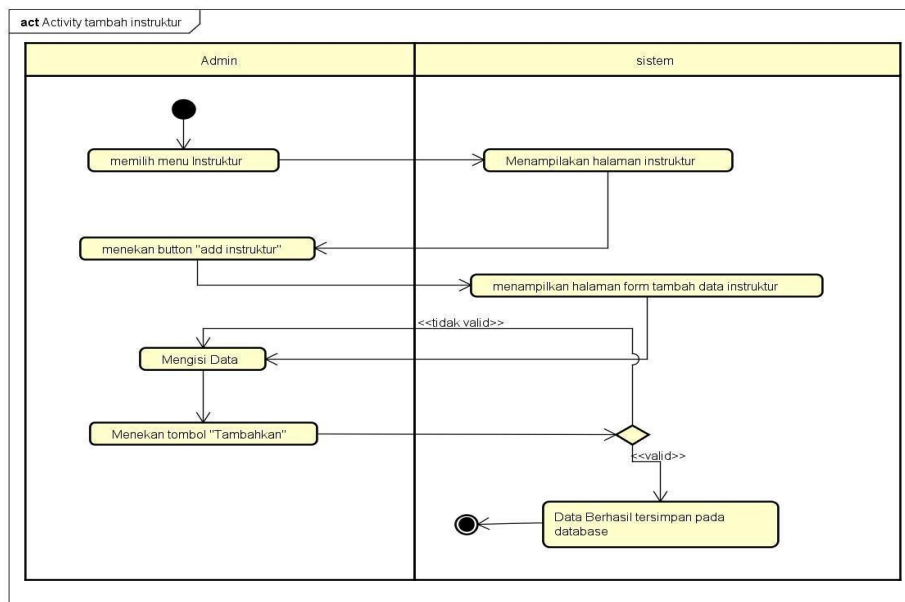 act Activity tambah instruktur
Admin
sistem
memilih menu Instruktur
Menampilakan halaman instruktur
menekan button "add instruktur"
menampilkan halaman form tambah data instruktur
<<tidak valid>>
Mengisi Data
Menekan tombol "Tambahkan"
<<valid>>
Data Berhasil tersimpan pada
database